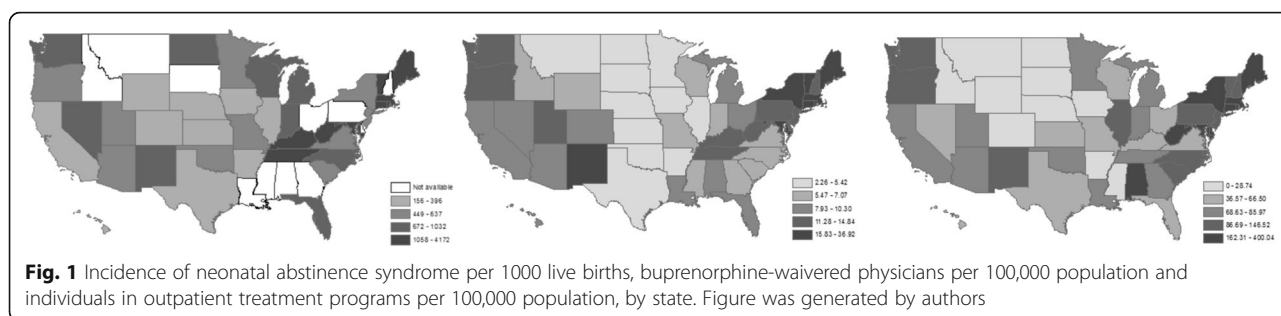 Not available
156 - 396
449 - 637
672 - 1032
1058 - 4172
2.26 - 5.42
5.47 - 7.07
7.93 - 10.30
11.28 - 14.84
15.83 - 36.92
0 - 28.74
36.57 - 66.50
68.63 - 85.97
86.69 - 146.52
162.31 - 400.04
Fig. 1 Incidence of neonatal abstinence syndrome per 1000 live births, buprenorphine-waivered physicians per 100,000 population and
individuals in outpatient treatment programs per 100,000 population, by state. Figure was generated by authors